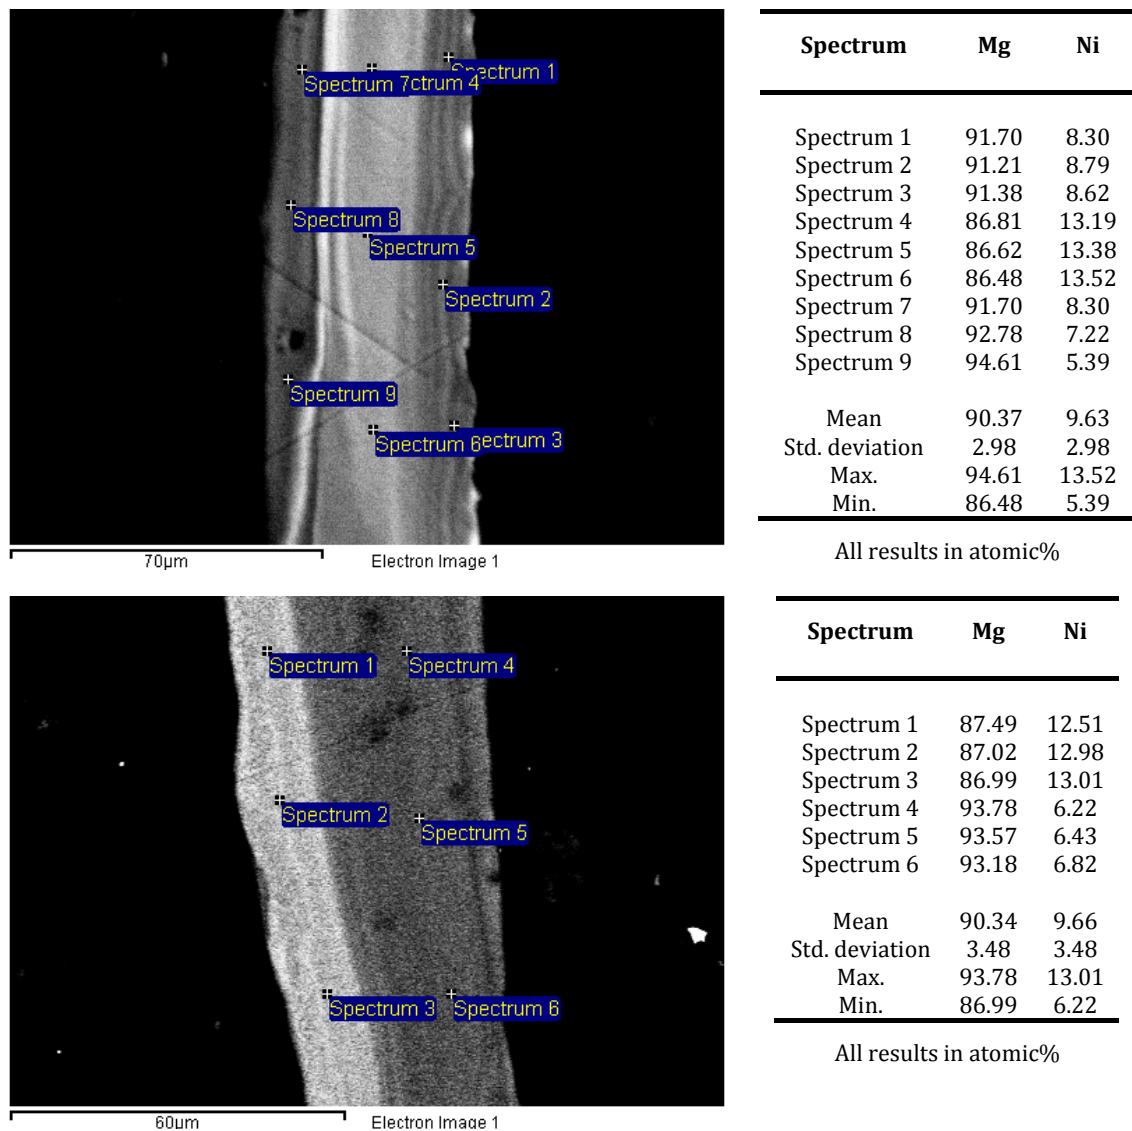 Spectrum 1
Spectrum 7
ctrum 4
Spectrum 8
Spectrum 5
Spectrum 2
Spectrum 9
Spectrum 6
ectrum 3
70µm Electron Image 1
Spectrum Mg Ni
Spectrum 1 91.70 8.30
Spectrum 2 91.21 8.79
Spectrum 3 91.38 8.62
Spectrum 4 86.81 13.19
Spectrum 5 86.62 13.38
Spectrum 6 86.48 13.52
Spectrum 7 91.70 8.30
Spectrum 8 92.78 7.22
Spectrum 9 94.61 5.39
Mean 90.37 9.63
Std. deviation 2.98 2.98
Max. 94.61 13.52
Min. 86.48 5.39
All results in atomic%
Spectrum 1
Spectrum 4
Spectrum 2
Spectrum 5
Spectrum 3
Spectrum 6
60µm Electron Image 1
Spectrum Mg Ni
Spectrum 1 87.49 12.51
Spectrum 2 87.02 12.98
Spectrum 3 86.99 13.01
Spectrum 4 93.78 6.22
Spectrum 5 93.57 6.43
Spectrum 6 93.18 6.82
Mean 90.34 9.66
Std. deviation 3.48 3.48
Max. 93.78 13.01
Min. 86.99 6.22
All results in atomic%